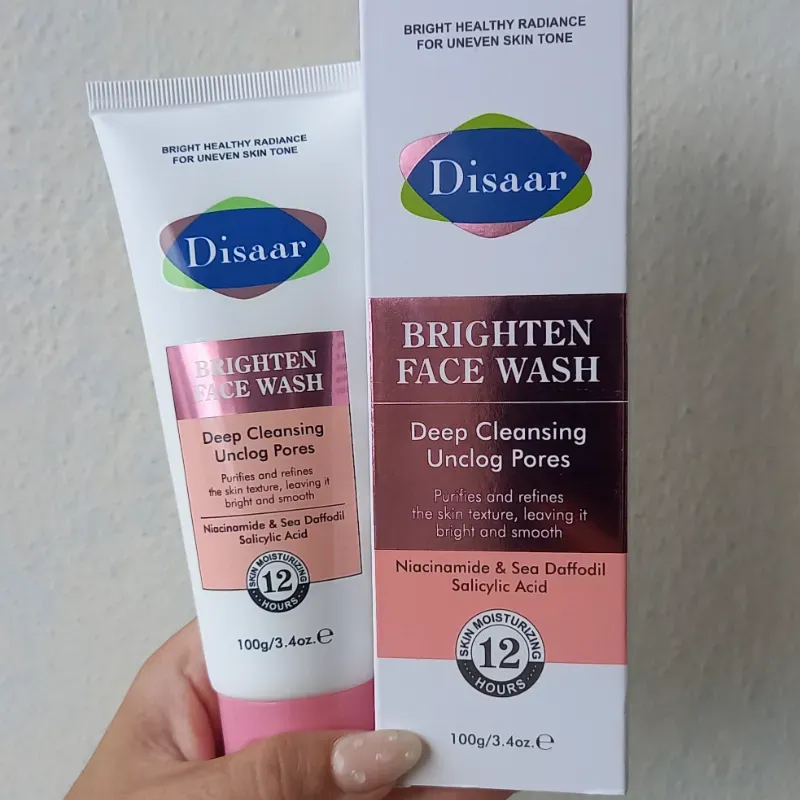 BRIGHT HEALTHY RADIANCE
FOR UNEVEN SKIN TONE
Disaar
BRIGHTEN
FACE WASH
Deep Cleansing
Unclog Pores
Purifies and refines
the skin texture, leaving it
bright and smooth
Niacinamide & Sea Daffodil
Salicylic Acid
SKIN MOISTURIZING
12
HOURS
100g/3.4oz.℮
BRIGHT HEALTHY RADIANCE
FOR UNEVEN SKIN TONE
Disaar
BRIGHTEN
FACE WASH
Deep Cleansing
Unclog Pores
Purifies and refines
the skin texture, leaving it
bright and smooth
Niacinamide & Sea Daffodil
Salicylic Acid
SKIN MOISTURIZING
12
HOURS
100g/3.4oz.℮